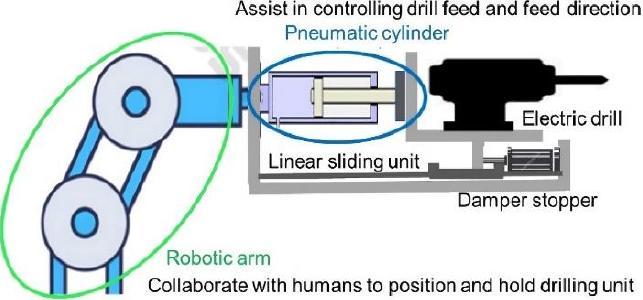 Assist in controlling drill feed and feed direction
Pneumatic cylinder
Electric drill
Linear sliding unit
Damper stopper
Robotic arm
Collaborate with humans to position and hold drilling unit